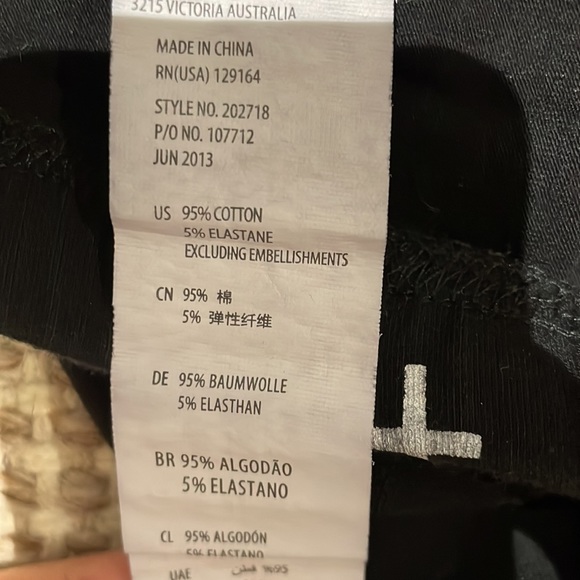 3215 VICTORIA AUSTRALIA
MADE IN CHINA
RN(USA) 129164
STYLE NO. 202718
P/O NO. 107712
JUN 2013
US 95% COTTON
5% ELASTANE
EXCLUDING EMBELLISHMENTS
CN 95% 棉
5% 弹性纤维
DE 95% BAUMWOLLE
5% ELASTHAN
BR 95% ALGODÃO
5% ELASTANO
CL 95% ALGODÓN
5% ELASTANO
UAE %95 قطن